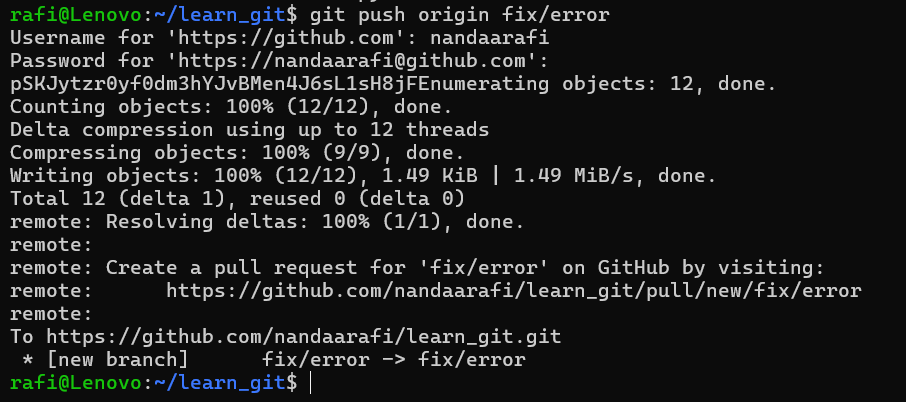 rafi@Lenovo:~/learn_git$ git push origin fix/error
Username for 'https://github.com': nandaarafi
Password for 'https://nandaarafi@github.com':
pSKJytzr0yf0dm3hYJvBMen4J6sL1sH8jFEnumerating objects: 12, done.
Counting objects: 100% (12/12), done.
Delta compression using up to 12 threads
Compressing objects: 100% (9/9), done.
Writing objects: 100% (12/12), 1.49 KiB | 1.49 MiB/s, done.
Total 12 (delta 1), reused 0 (delta 0)
remote: Resolving deltas: 100% (1/1), done.
remote:
remote: Create a pull request for 'fix/error' on GitHub by visiting:
remote:      https://github.com/nandaarafi/learn_git/pull/new/fix/error
remote:
To https://github.com/nandaarafi/learn_git.git
 * [new branch]      fix/error -> fix/error
rafi@Lenovo:~/learn_git$